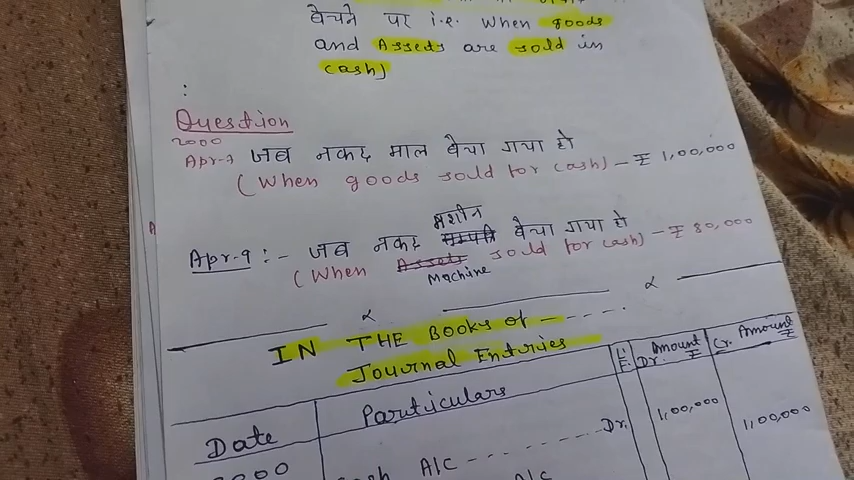 बेचने पर i.e. When goods
and Assets are sold in
cash)
:
Question
2000
Apr-7 जब नकद माल बेचा गया हो
(When goods sold for cash) - ₹ 1,00,000
मशीन
Apr-9 :- जब नकद सम्पत्ति बेचा गया हो
(When Assets sold for cash) - ₹ 80,000
Machine
IN THE Books of - - - - - .
Journal Entries
Date Particulars L.F. Amount Dr. ₹ Cr. Amount ₹
2000 Cash A/C - - - - - - - - Dr. 1,00,000 1,00,000
A/C